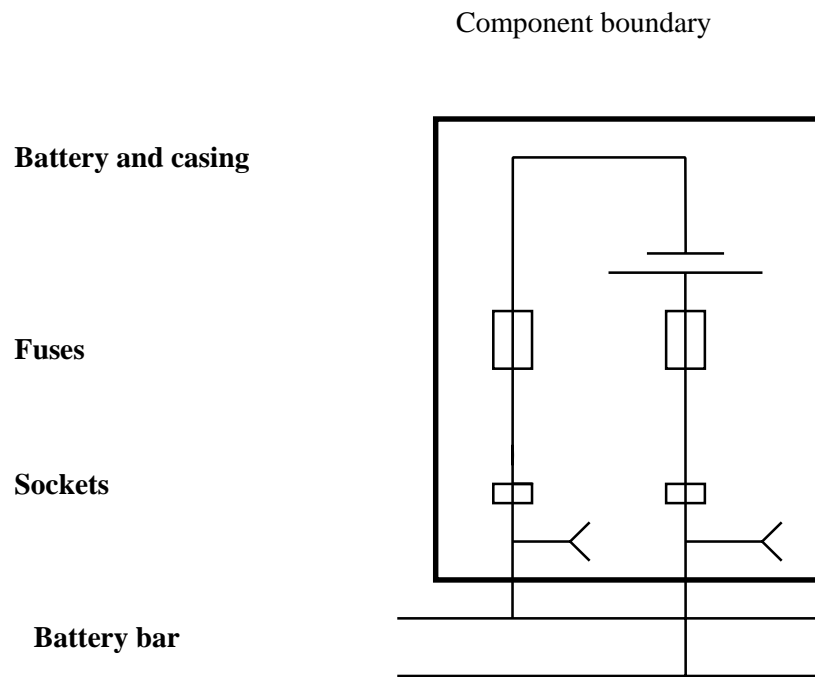 Component boundary
Battery and casing
Fuses
Sockets
Battery bar